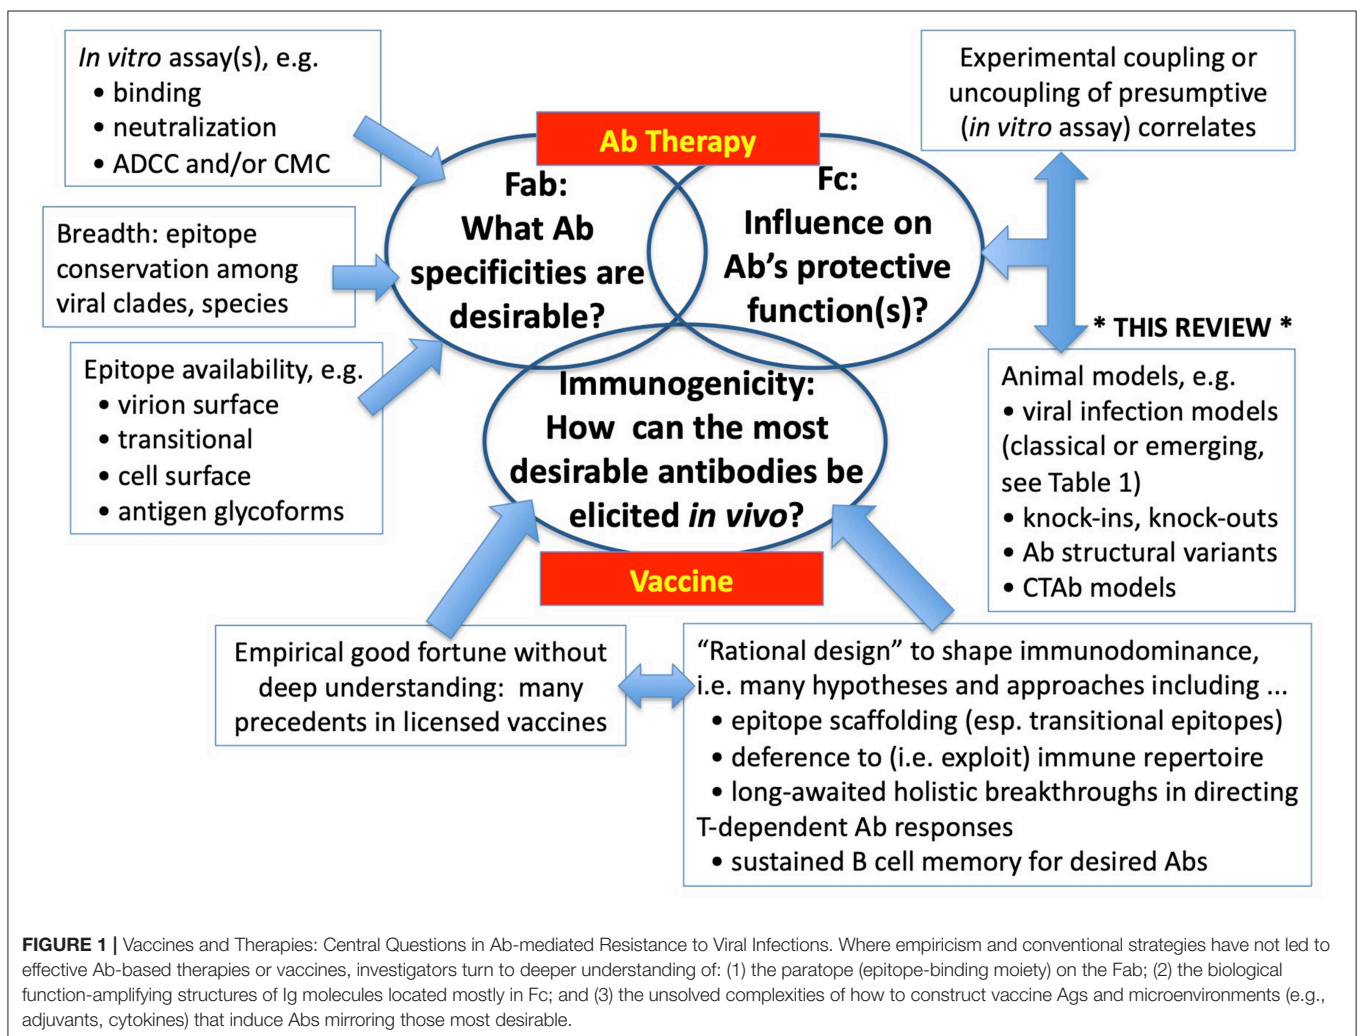 In vitro assay(s), e.g.
• binding
• neutralization
• ADCC and/or CMC
Breadth: epitope
conservation among
viral clades, species
Epitope availability, e.g.
• virion surface
• transitional
• cell surface
• antigen glycoforms
Ab Therapy
Fab:
What Ab
specificities are
desirable?
Fc:
Influence on
Ab’s protective
function(s)?
Immunogenicity:
How can the most
desirable antibodies be
elicited in vivo?
Vaccine
Experimental coupling or
uncoupling of presumptive
(in vitro assay) correlates
* THIS REVIEW *
Animal models, e.g.
• viral infection models
(classical or emerging,
see Table 1)
• knock-ins, knock-outs
• Ab structural variants
• CTAb models
Empirical good fortune without
deep understanding: many
precedents in licensed vaccines
“Rational design” to shape immunodominance,
i.e. many hypotheses and approaches including ...
• epitope scaffolding (esp. transitional epitopes)
• deference to (i.e. exploit) immune repertoire
• long-awaited holistic breakthroughs in directing
T-dependent Ab responses
• sustained B cell memory for desired Abs
FIGURE 1 | Vaccines and Therapies: Central Questions in Ab-mediated Resistance to Viral Infections. Where empiricism and conventional strategies have not led to
effective Ab-based therapies or vaccines, investigators turn to deeper understanding of: (1) the paratope (epitope-binding moiety) on the Fab; (2) the biological
function-amplifying structures of Ig molecules located mostly in Fc; and (3) the unsolved complexities of how to construct vaccine Ags and microenvironments (e.g.,
adjuvants, cytokines) that induce Abs mirroring those most desirable.